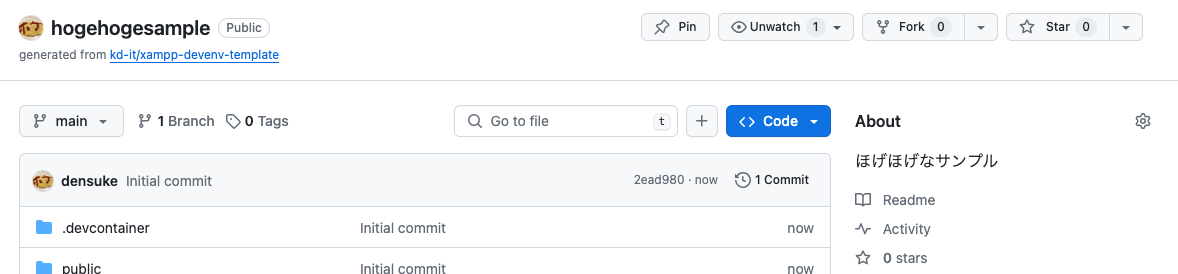 hogehogesample Public Pin Unwatch 1 Fork 0 Star 0
generated from kd-it/xampp-devenv-template
main 1 Branch 0 Tags Go to file t Code
densuke Initial commit 2ead980 · now 1 Commit
.devcontainer Initial commit now
public Initial commit now
About
ほげほげなサンプル
Readme
Activity
0 stars